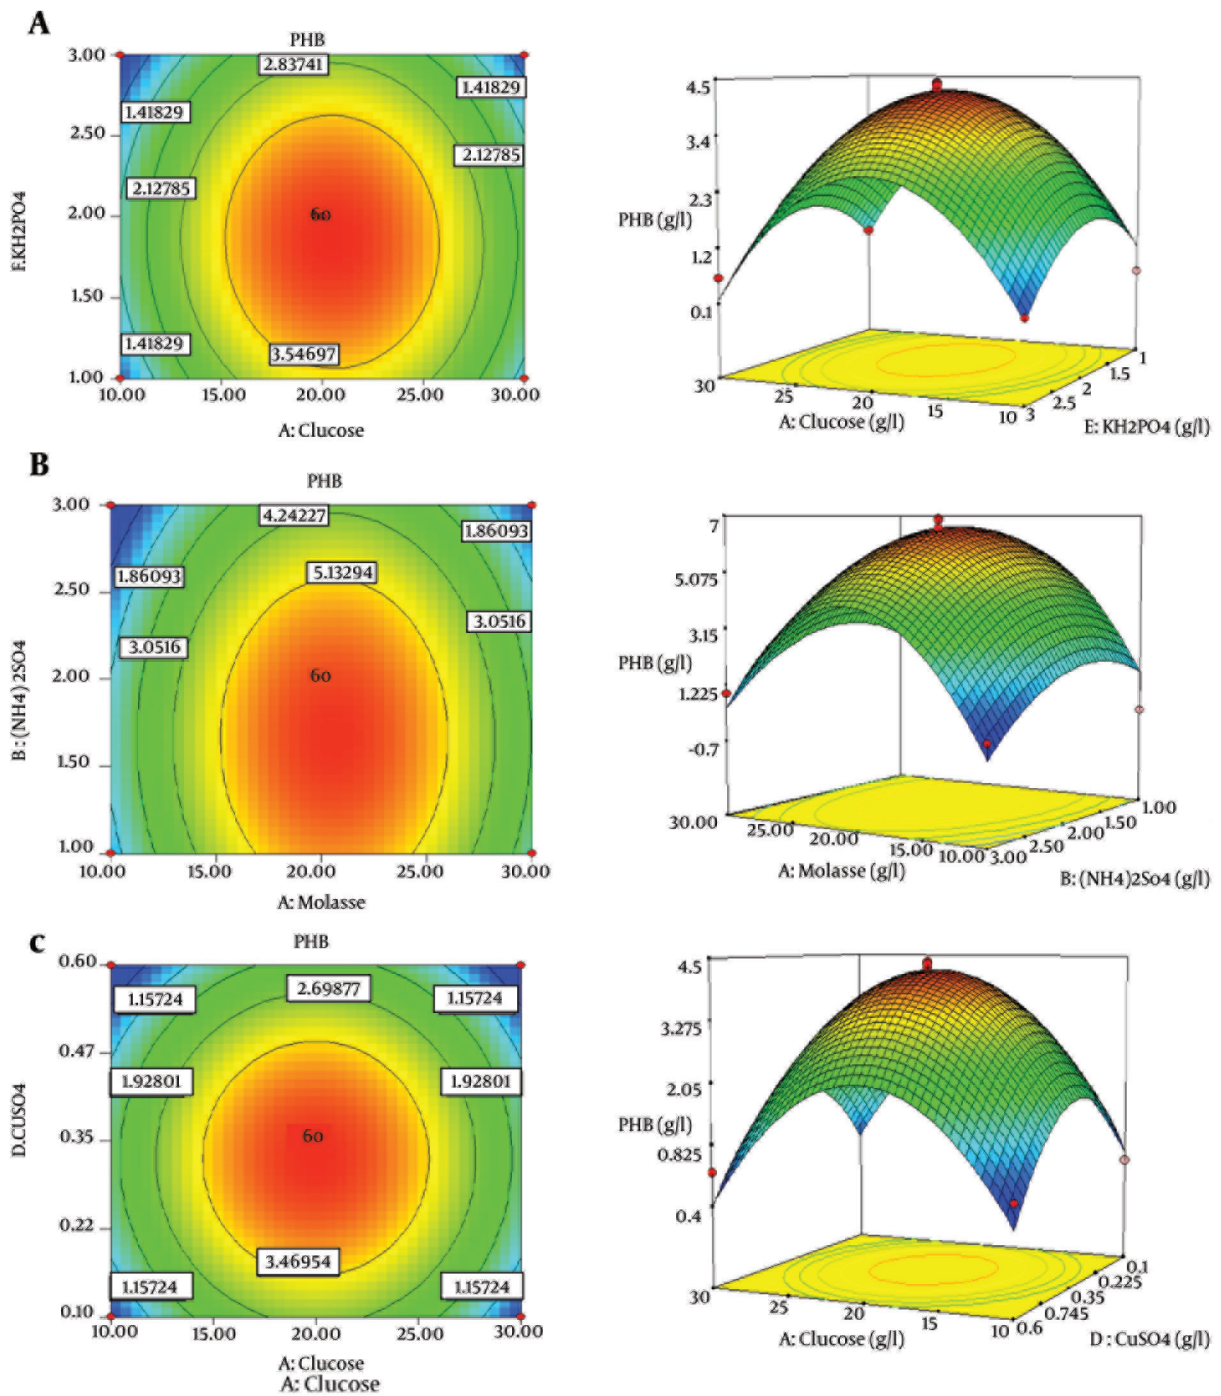 A
PHB
3.00
2.50
2.00
1.50
1.00
F.KH2PO4
2.83741
1.41829
1.41829
2.12785
2.12785
60
1.41829
3.54697
10.00 15.00 20.00 25.00 30.00
A: Clucose
4.5
3.4
2.3
1.2
0.1
PHB (g/l)
30 25 20 15 10
A: Clucose (g/l)
3 2.5 2 1.5 1
E: KH2PO4 (g/l)
B
PHB
3.00
2.50
2.00
1.50
1.00
B: (NH4) 2SO4
4.24227
1.86093
5.13294
1.86093
3.0516
3.0516
60
10.00 15.00 20.00 25.00 30.00
A: Molasse
7
5.075
3.15
1.225
-0.7
PHB (g/l)
30.00 25.00 20.00 15.00 10.00
A: Molasse (g/l)
3.00 2.50 2.00 1.50 1.00
B: (NH4)2So4 (g/l)
c
PHB
0.60
0.47
0.35
0.22
0.10
D.CUSO4
2.69877
1.15724
1.15724
1.92801
1.92801
60
3.46954
1.15724
1.15724
10.00 15.00 20.00 25.00 30.00
A: Clucose
A: Clucose
4.5
3.275
2.05
0.825
0.4
PHB (g/l)
30 25 20 15 10
A: Clucose (g/l)
0.6 0.745 0.35 0.225 0.1
D : CuSO4 (g/l)